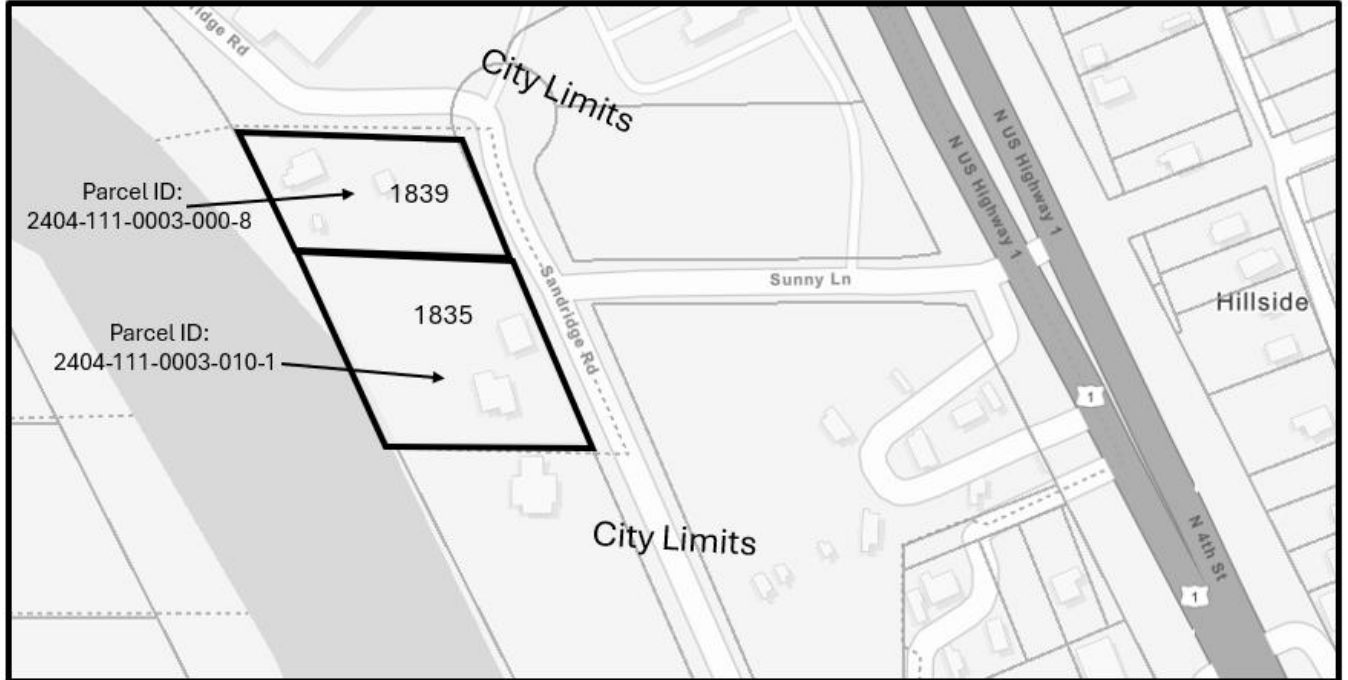 idge Rd
City Limits
N US Highway 1
N US Highway 1
Parcel ID:
2404-111-0003-000-8
1839
Sandridge Rd
Sunny Ln
Hillside
1835
Parcel ID:
2404-111-0003-010-1
1
City Limits
N 4th St
1